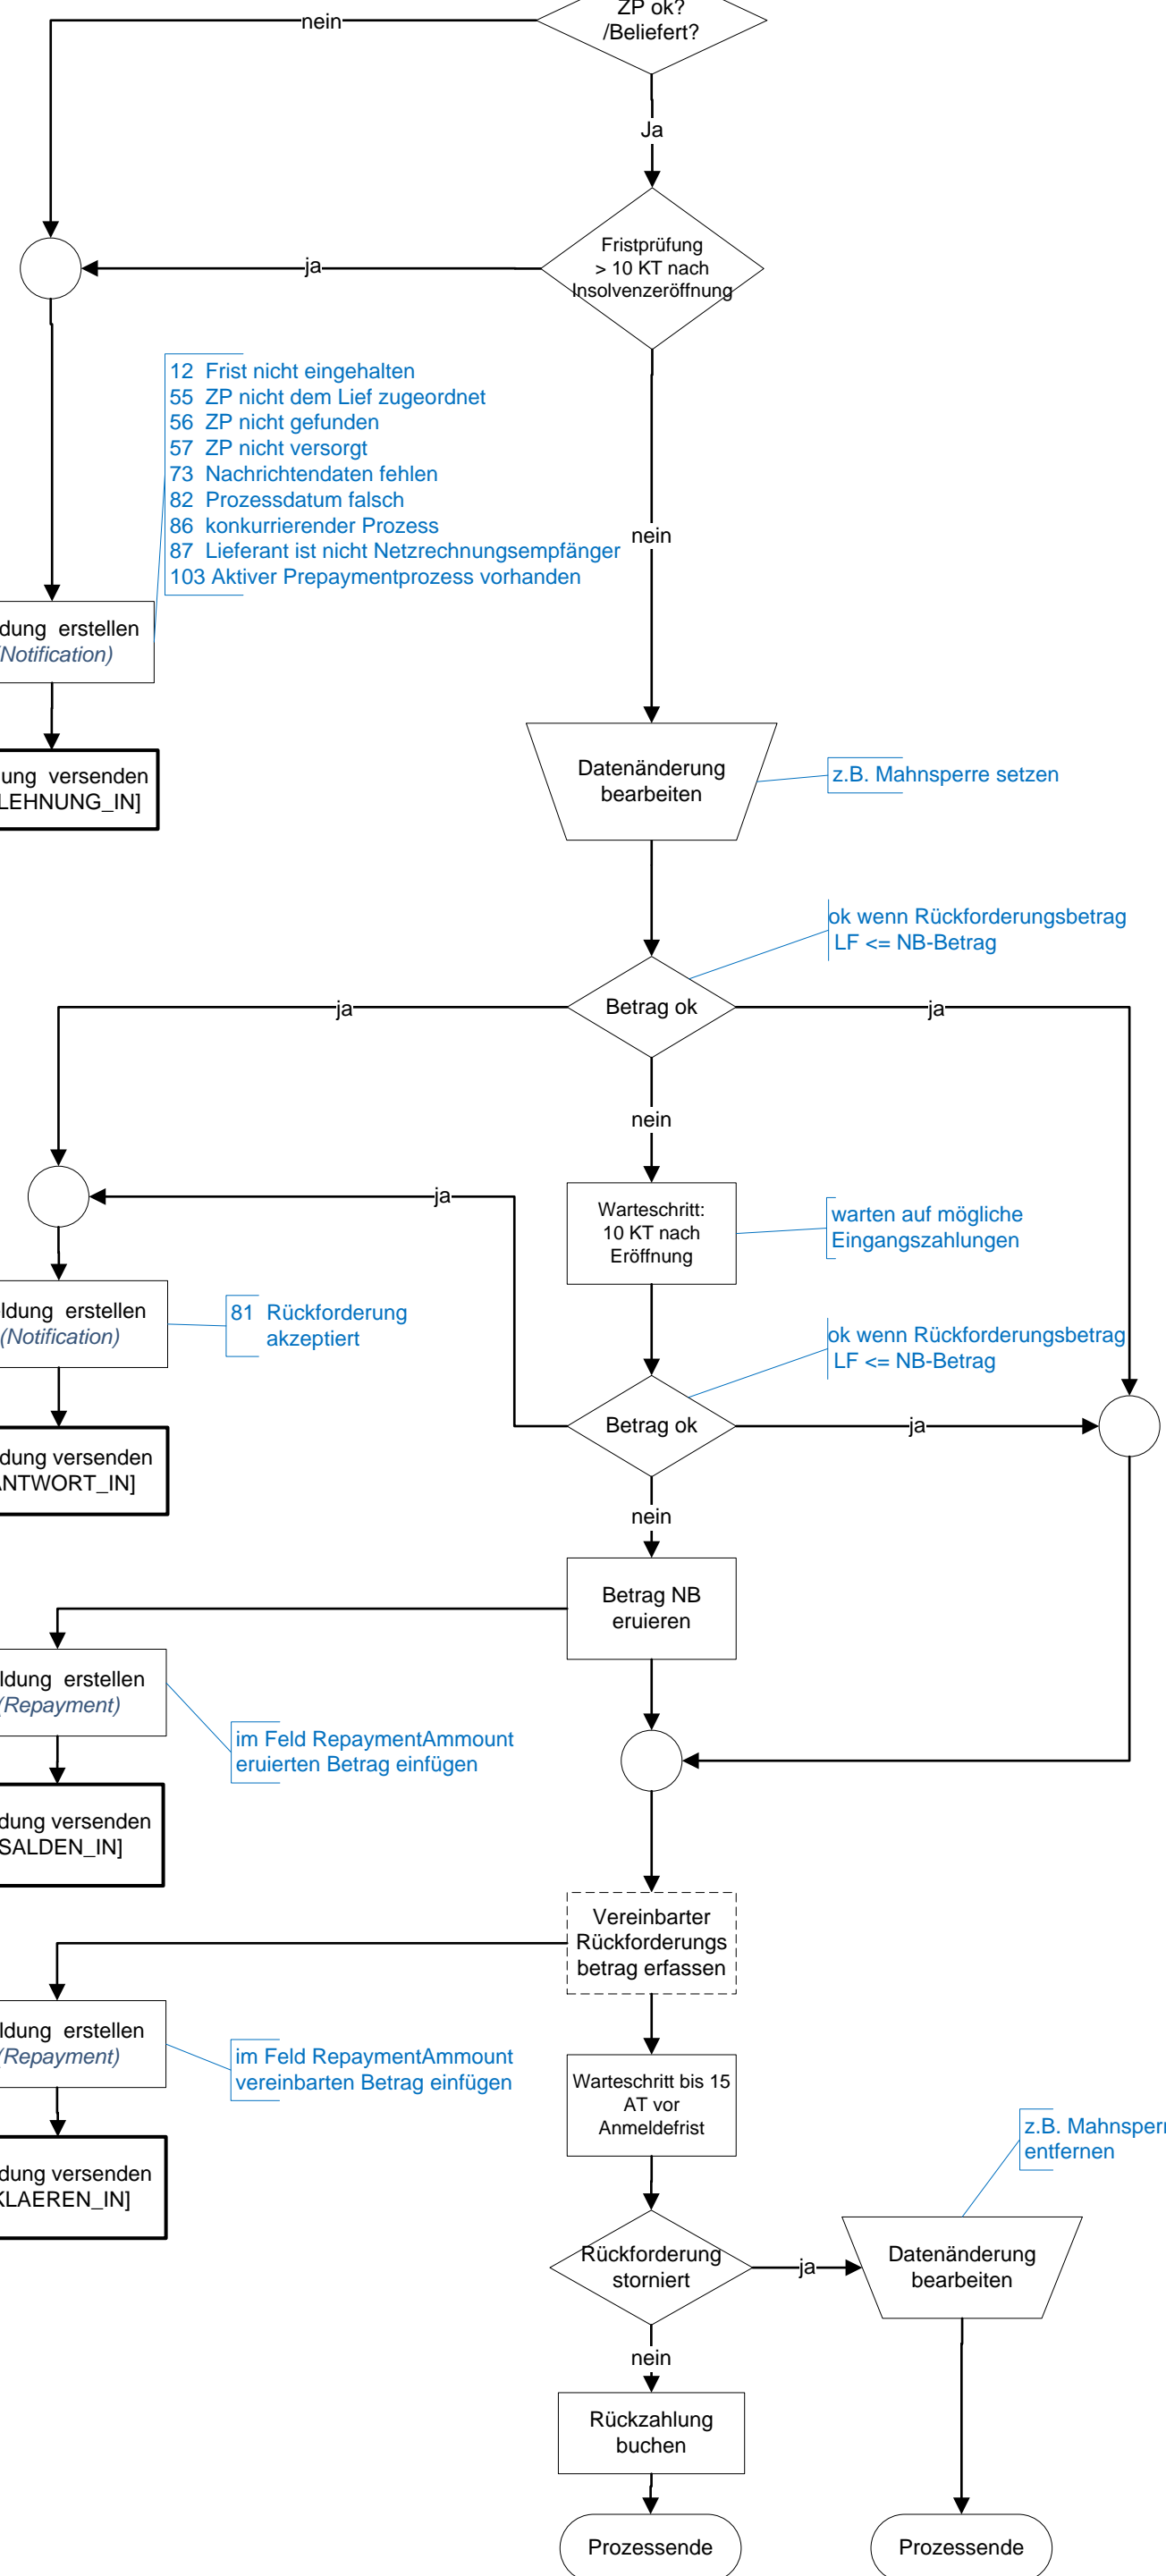 ZP ok?
/Beliefert?
nein
Ja
Fristprüfung
> 10 KT nach
Insolvenzeröffnung
ja
12 Frist nicht eingehalten
55 ZP nicht dem Lief zugeordnet
56 ZP nicht gefunden
57 ZP nicht versorgt
73 Nachrichtendaten fehlen
82 Prozessdatum falsch
86 konkurrierender Prozess
87 Lieferant ist nicht Netzrechnungsempfänger
103 Aktiver Prepaymentprozess vorhanden
nein
dung erstellen
(Notification)
ung versenden
LEHNUNG_IN]
Datenänderung
bearbeiten
z.B. Mahnsperre setzen
ok wenn Rückforderungsbetrag
LF <= NB-Betrag
ja
Betrag ok
ja
nein
Warteschritt:
10 KT nach
Eröffnung
ja
warten auf mögliche
Eingangszahlungen
ldung erstellen
(Notification)
81 Rückforderung
akzeptiert
ok wenn Rückforderungsbetrag
LF <= NB-Betrag
Betrag ok
ja
dung versenden
ANTWORT_IN]
nein
Betrag NB
eruieren
ldung erstellen
(Repayment)
im Feld RepaymentAmmount
eruierten Betrag einfügen
dung versenden
SALDEN_IN]
Vereinbarter
Rückforderungs
betrag erfassen
ldung erstellen
(Repayment)
im Feld RepaymentAmmount
vereinbarten Betrag einfügen
Warteschritt bis 15
AT vor
Anmeldefrist
z.B. Mahnsperr
entfernen
dung versenden
KLAEREN_IN]
Rückforderung
storniert
ja
Datenänderung
bearbeiten
nein
Rückzahlung
buchen
Prozessende
Prozessende